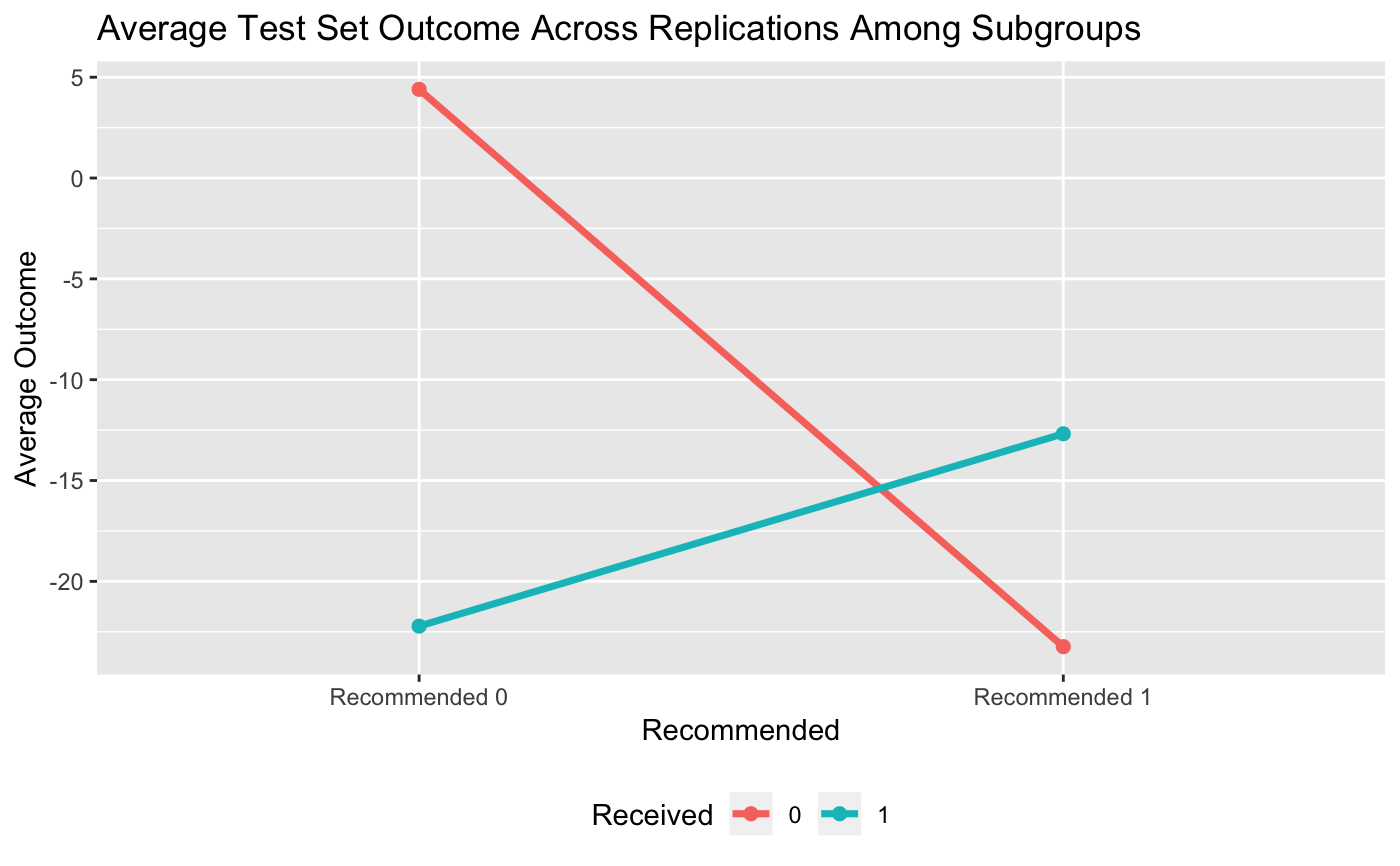 Average Test Set Outcome Across Replications Among Subgroups
5
0
-5
-10
-15
-20
Average Outcome
Recommended 0 Recommended 1
Recommended
Received 0 1